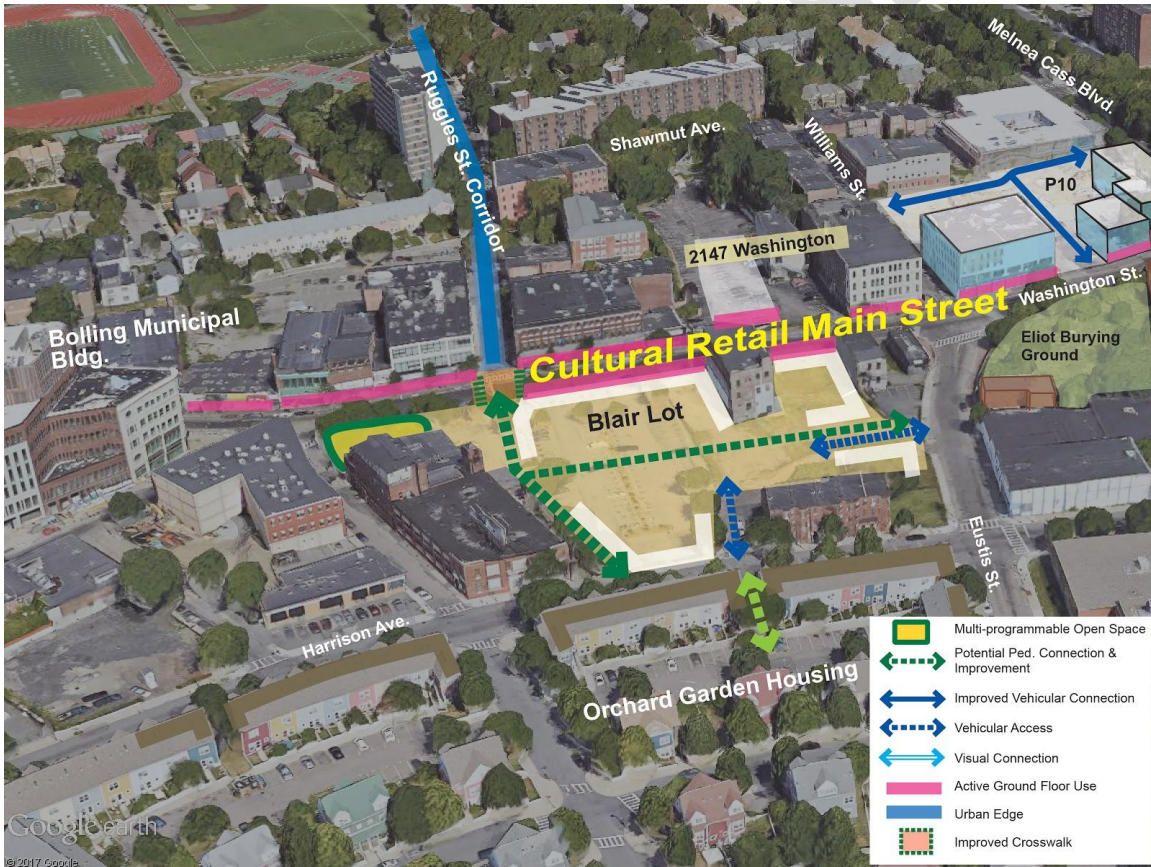 Melnea Cass Blvd.
Ruggles St. Corridor
Shawmut Ave.
Williams St.
P10
2147 Washington
Washington St.
Cultural Retail Main Street
Bolling Municipal
Bldg.
Eliot Burying
Ground
Blair Lot
Eustis St.
Harrison Ave.
Orchard Garden Housing
Multi-programmable Open Space
Potential Ped. Connection &
Improvement
Improved Vehicular Connection
Vehicular Access
Visual Connection
Active Ground Floor Use
Urban Edge
Improved Crosswalk
Google earth
© 2017 Google